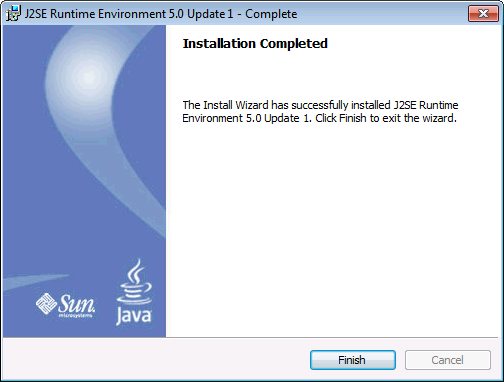 J2SE Runtime Environment 5.0 Update 1 - Complete
Installation Completed
The Install Wizard has successfully installed J2SE Runtime
Environment 5.0 Update 1. Click Finish to exit the wizard.
Sun
microsystems
Java
Finish
Cancel